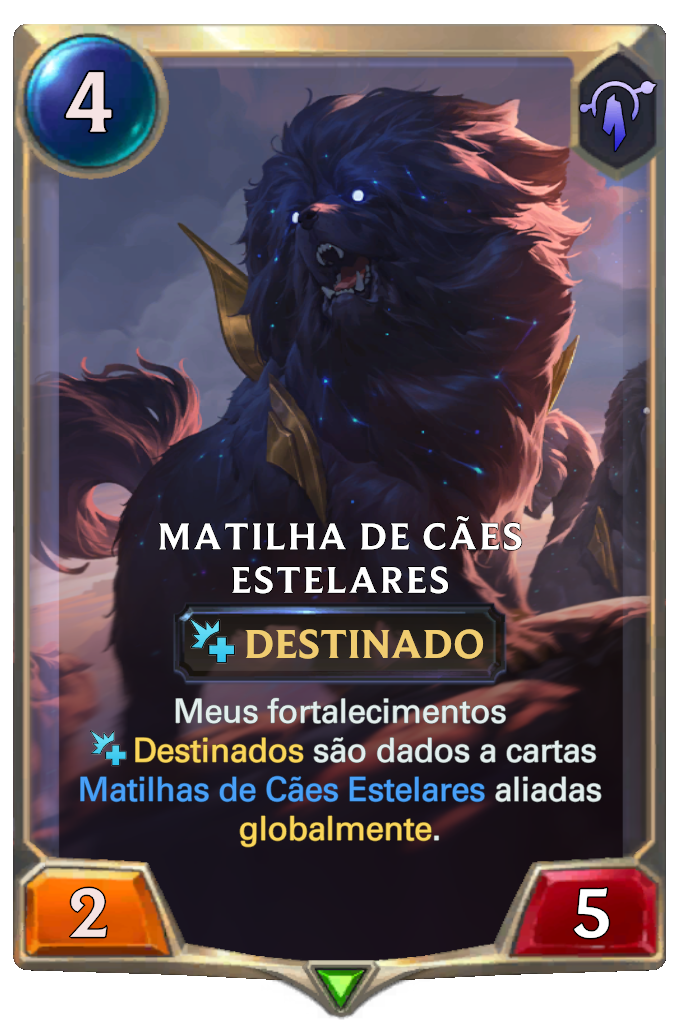 4
MATILHA DE CÃES
ESTELARES
DESTINADO
Meus fortalecimentos
Destinados são dados a cartas
Matilhas de Cães Estelares aliadas
globalmente.
2
5